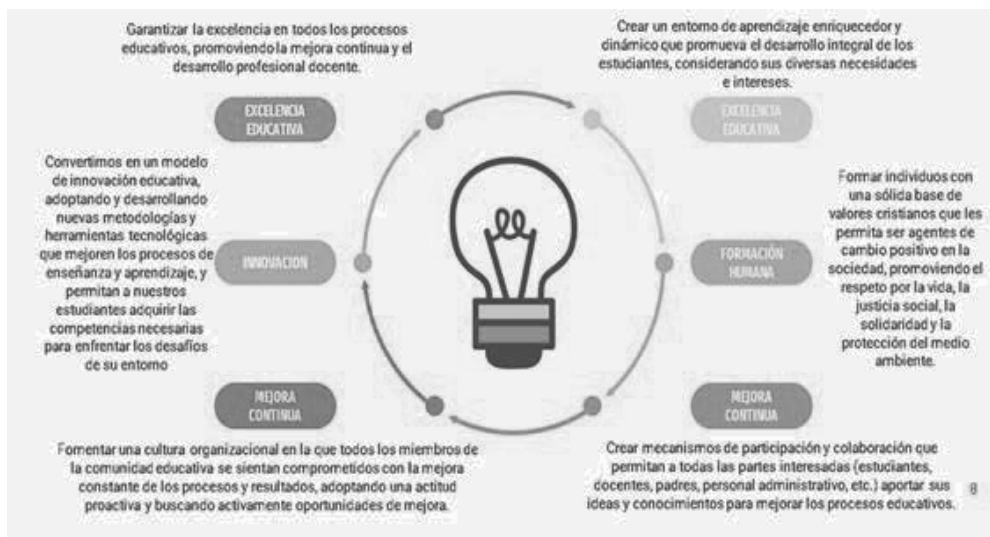 Garantizar la excelencia en todos los procesos
educativos, promoviendo la mejora continua y el
desarrollo profesional docente.
EXCELENCIA
EDUCATIVA
Crear un entorno de aprendizaje enriquecedor y
dinámico que promueva el desarrollo integral de los
estudiantes, considerando sus diversas necesidades
e intereses.
EXCELENCIA
EDUCATIVA
Convertirnos en un modelo
de innovación educativa,
adoptando y desarrollando
nuevas metodologías y
herramientas tecnológicas
que mejoren los procesos de
enseñanza y aprendizaje, y
permitan a nuestros
estudiantes adquirir las
competencias necesarias
para enfrentar los desafíos
de su entorno
INNOVACION
FORMACIÓN
HUMANA
Formar individuos con
una sólida base de
valores cristianos que les
permita ser agentes de
cambio positivo en la
sociedad, promoviendo el
respeto por la vida, la
justicia social, la
solidaridad y la
protección del medio
ambiente.
MEJORA
CONTINUA
Fomentar una cultura organizacional en la que todos los miembros de
la comunidad educativa se sientan comprometidos con la mejora
constante de los procesos y resultados, adoptando una actitud
proactiva y buscando activamente oportunidades de mejora.
MEJORA
CONTINUA
Crear mecanismos de participación y colaboración que
permitan a todas las partes interesadas (estudiantes,
docentes, padres, personal administrativo, etc.) aportar sus
ideas y conocimientos para mejorar los procesos educativos.
8